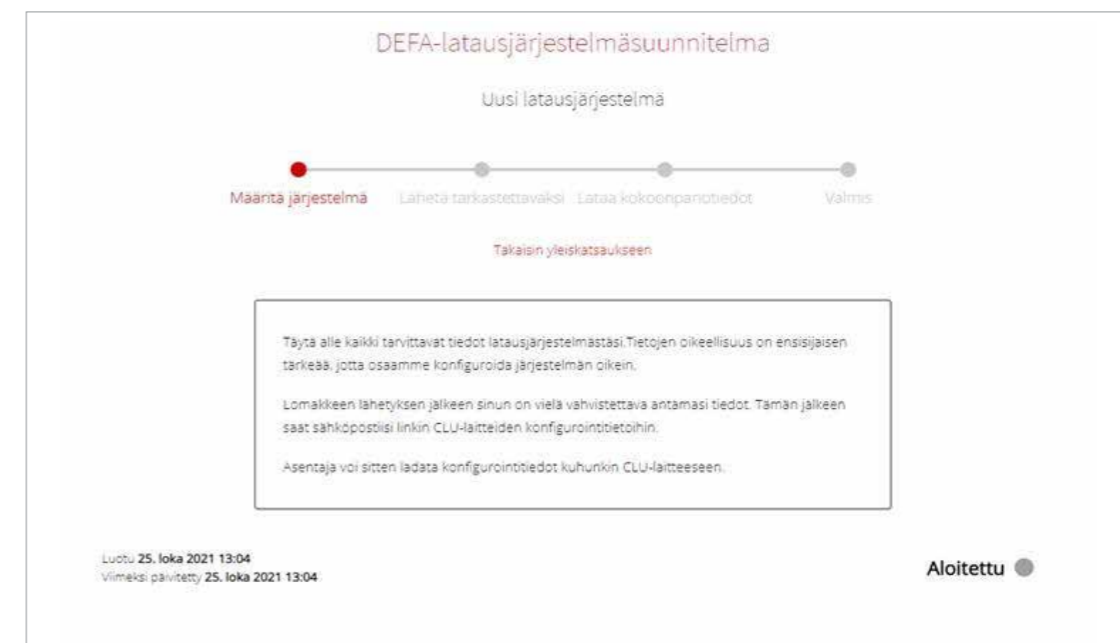 DEFA-latausjärjestelmäsuunnitelma
Uusi latausjärjestelmä
Määritä järjestelmä Lähetä tarkastettavaksi Lataa kokoonpanotiedot Valmis
Takaisin yleiskatsaukseen
Täytä alle kaikki tarvittavat tiedot latausjärjestelmästäsi.Tietojen oikeellisuus on ensisijaisen
tärkeää, jotta osaamme konfiguroida järjestelmän oikein.
Lomakkeen lähetyksen jälkeen sinun on vielä vahvistettava antamasi tiedot. Tämän jälkeen
saat sähköpostiisi linkin CLU-laitteiden konfigurointitietoihin.
Asentaja voi sitten ladata konfigurointitiedot kuhunkin CLU-laitteeseen.
Luotu 25. loka 2021 13:04
Viimeksi päivitetty 25. loka 2021 13:04
Aloitettu